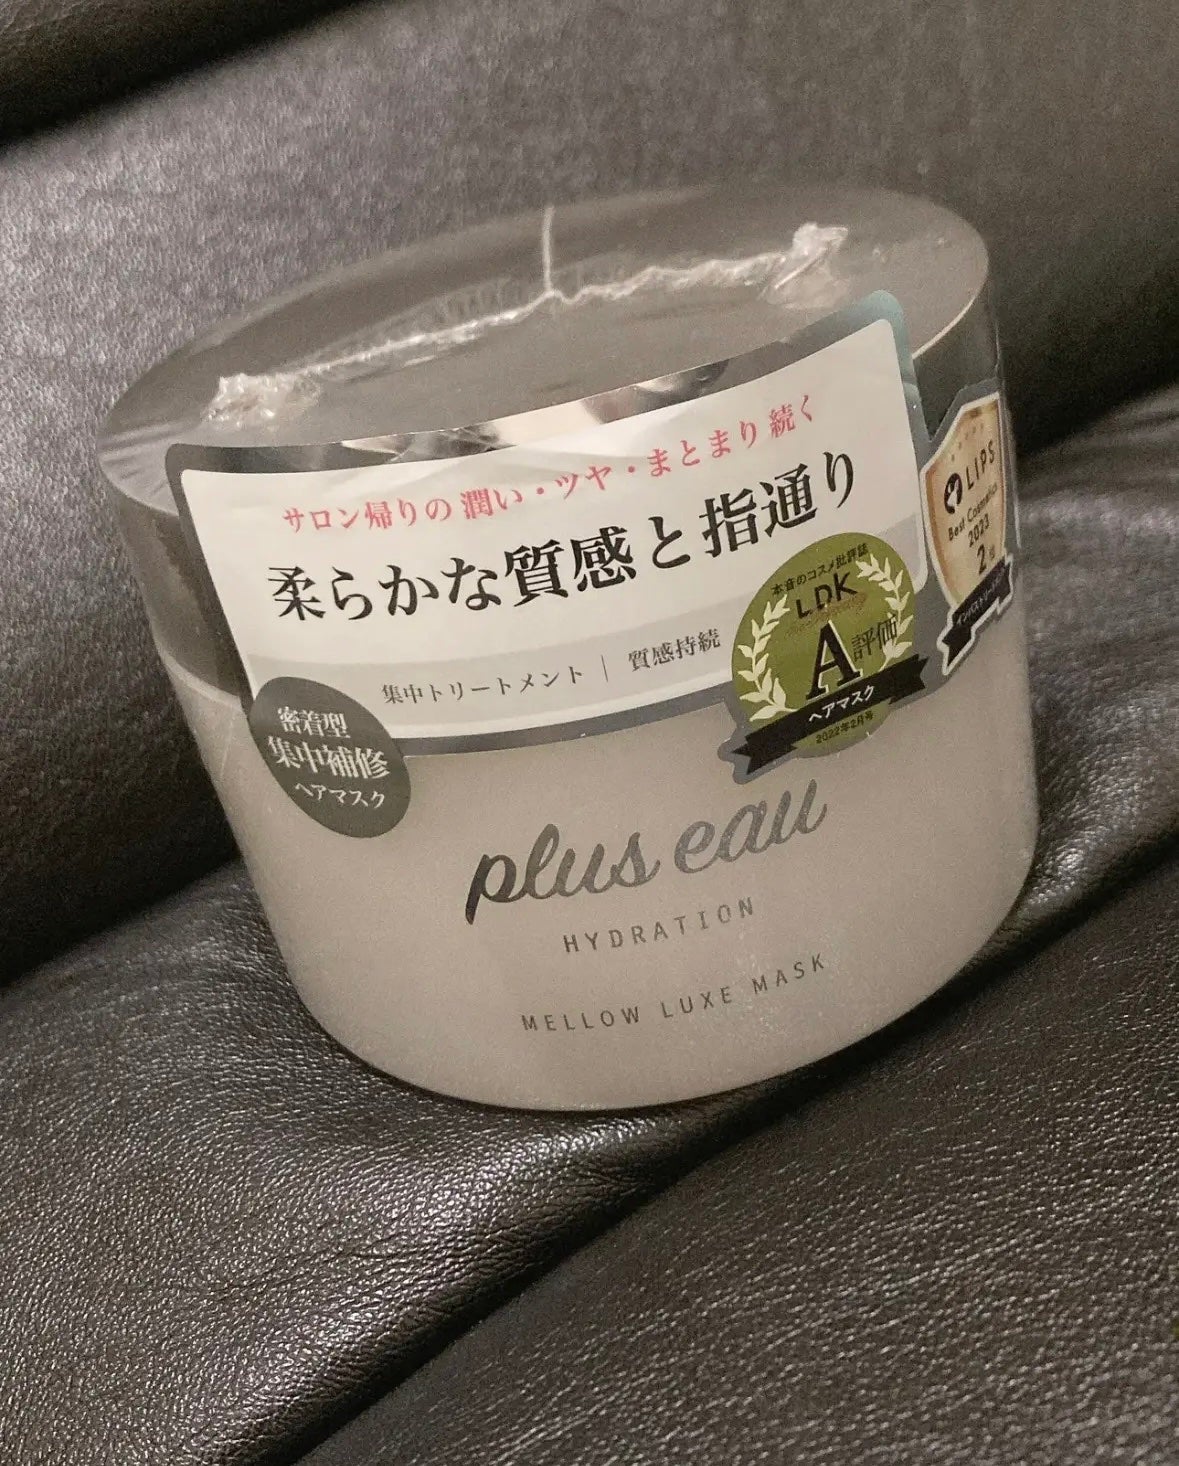 サロン帰りの潤い・ツヤ・まとまり続く
柔らかな質感と指通り
集中トリートメント | 質感持続
密着型
集中補修
ヘアマスク
本音のコスメ批評誌
LDK
A評価
ヘアマスク
2022年2月号
LIPS
Best Cosmetics
2023
2位
plus eau
HYDRATION
MELLOW LUXE MASK